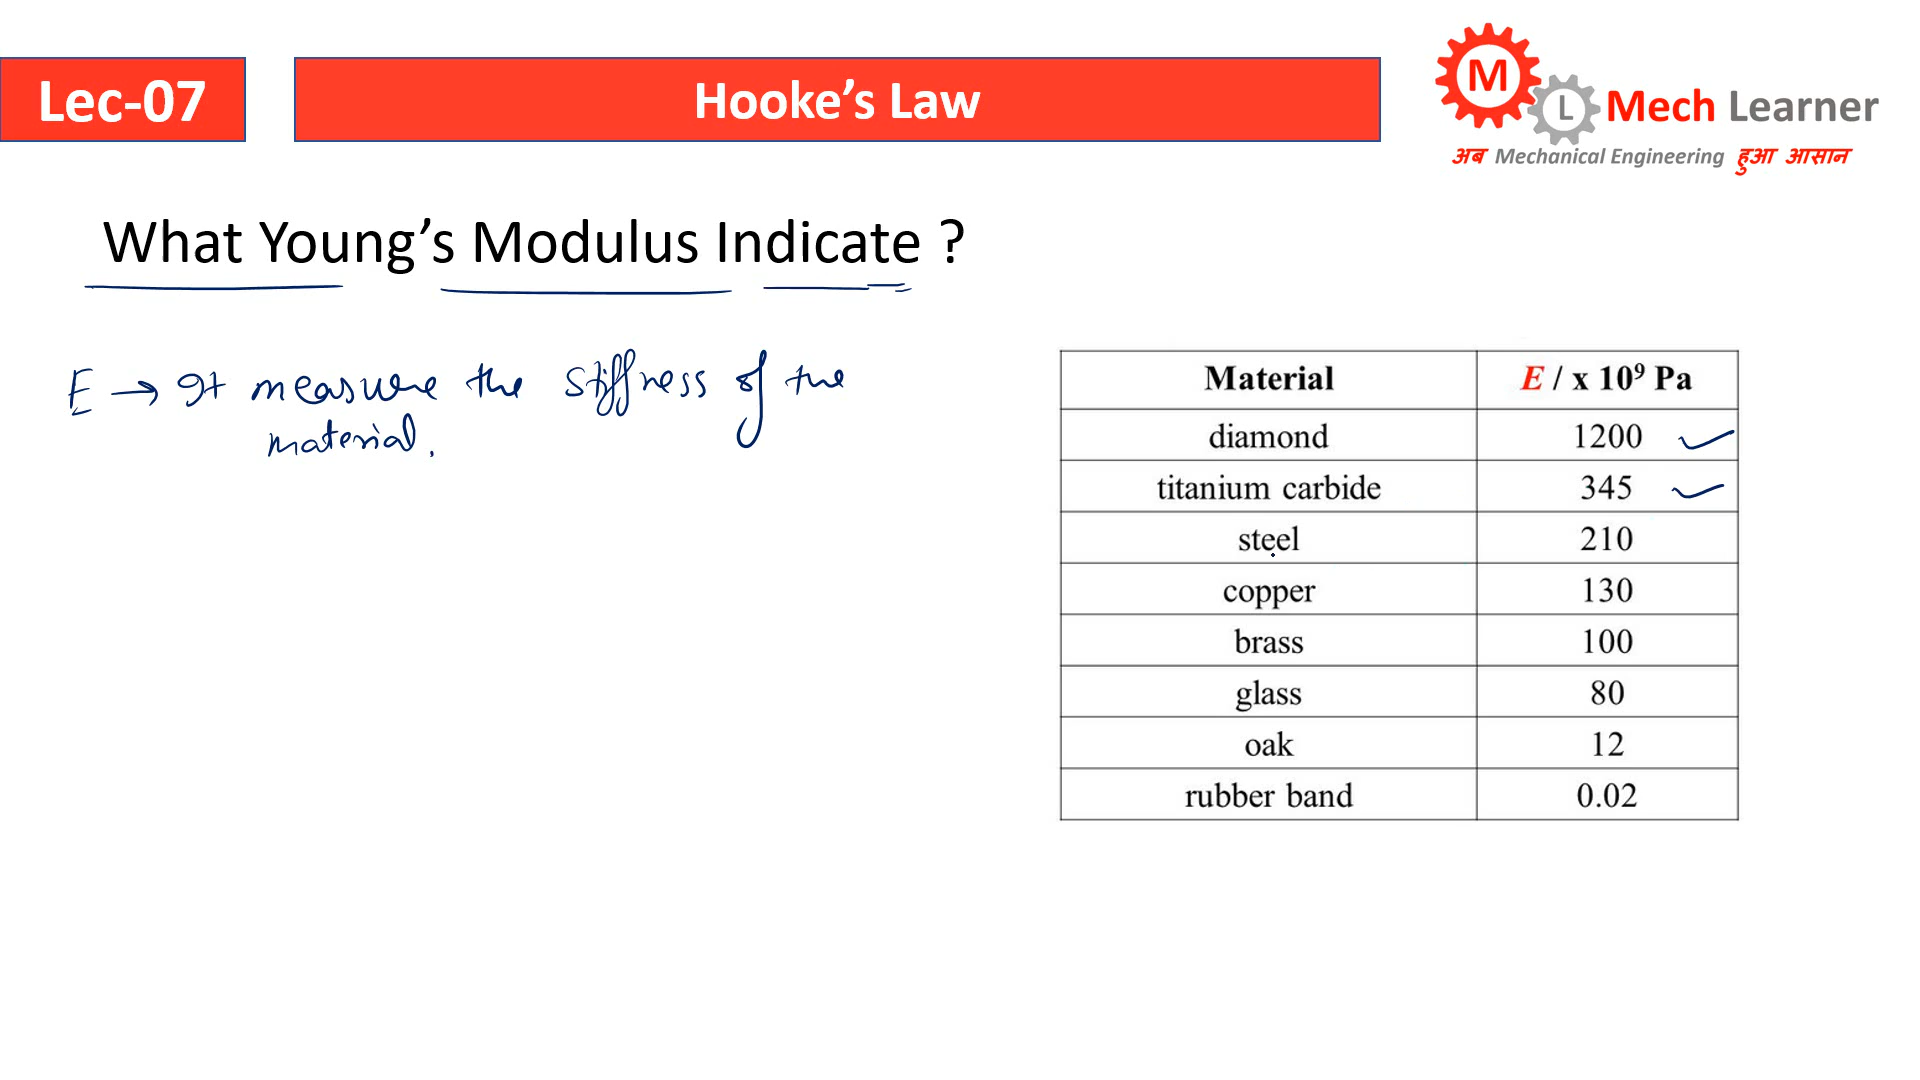 Lec-07
Hooke’s Law
M
L
Mech Learner
अब Mechanical Engineering हुआ आसान
What Young’s Modulus Indicate ?
E → It measure the stiffness of the
material.
Material E / x 10⁹ Pa
diamond 1200
titanium carbide 345
steel 210
copper 130
brass 100
glass 80
oak 12
rubber band 0.02